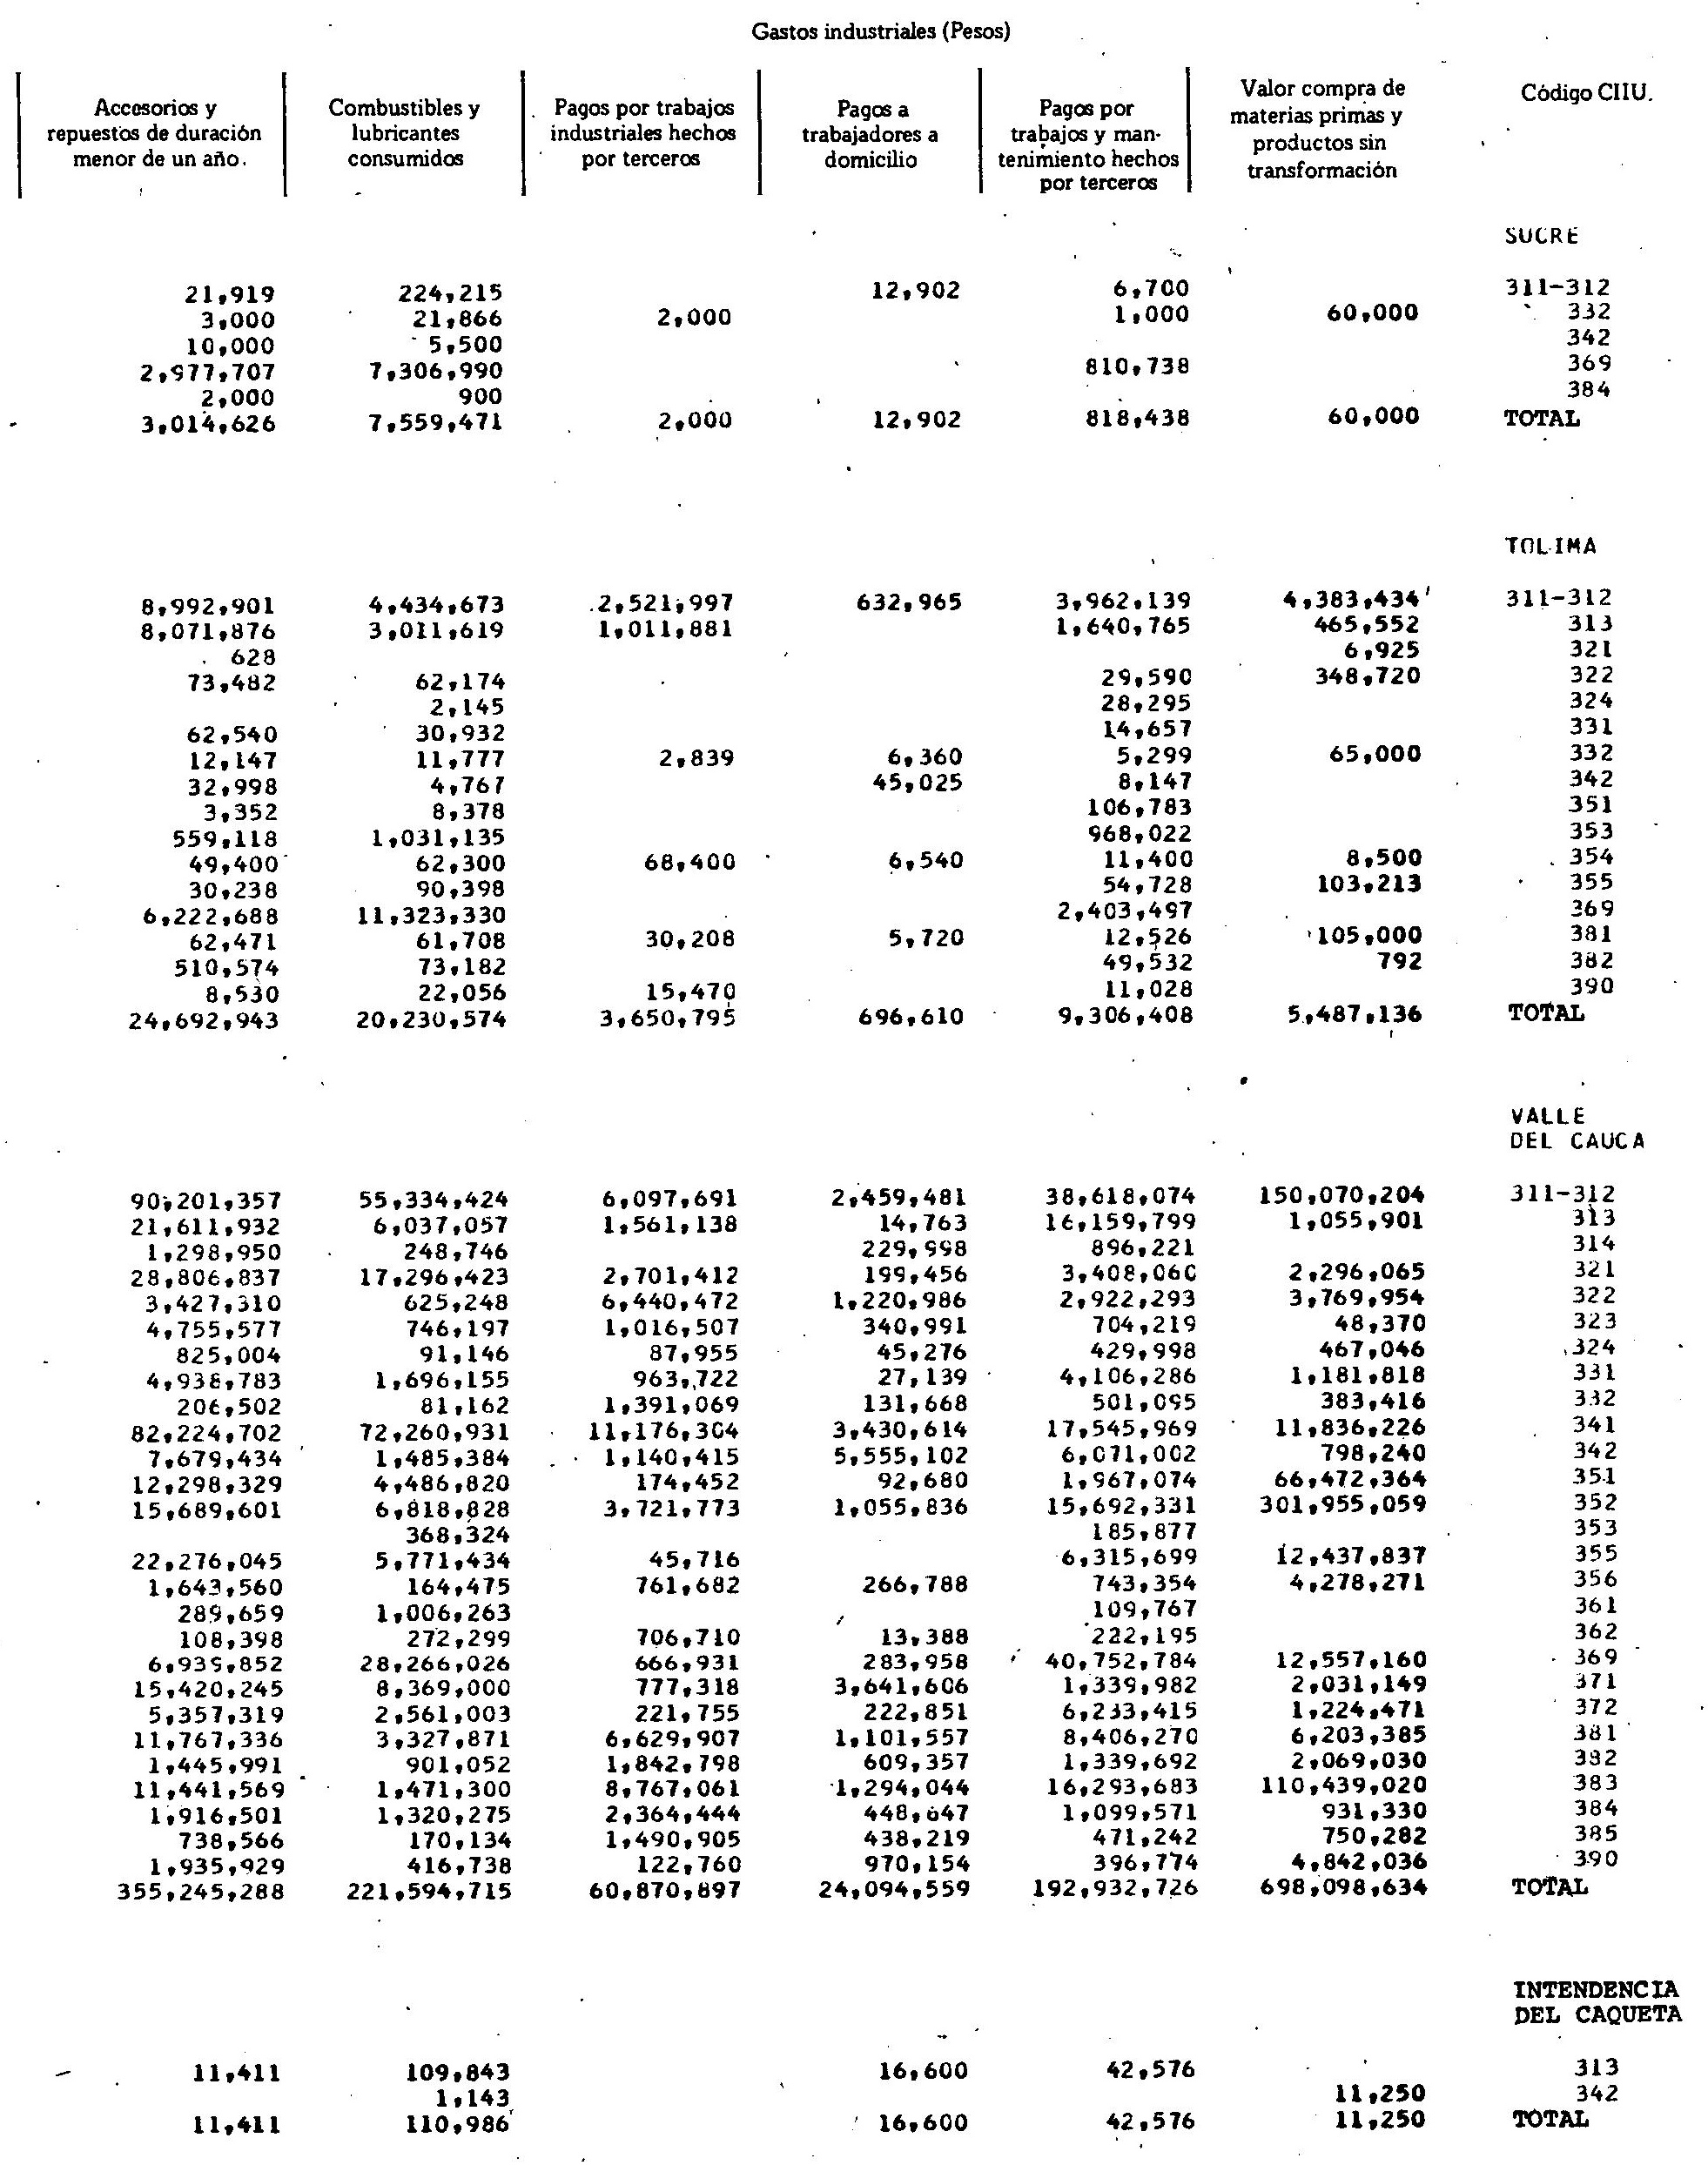 Gastos industriales (Pesos)
Accesorios y repuestos de duración menor de un año. Combustibles y lubricantes consumidos Pagos por trabajos industriales hechos por terceros Pagos a trabajadores a domicilio Pagos por trabajos y man- tenimiento hechos por terceros Valor compra de materias primas y productos sin transformación Código CIIU.
SUCRE
21,919 224,215 12,902 6,700 311-312
3,000 21,866 2,000 1,000 60,000 332
10,000 5,500 342
2,977,707 7,306,990 810,738 369
2,000 900 384
3,014,626 7,559,471 2,000 12,902 818,438 60,000 TOTAL
TOLIMA
8,992,901 4,434,673 2,521,997 632,965 3,962,139 4,383,434 311-312
8,071,876 3,011,619 1,011,881 1,640,765 465,552 313
628 6,925 321
73,482 62,174 29,590 348,720 322
2,145 28,295 324
62,540 30,932 14,657 331
12,147 11,777 2,839 6,360 5,299 65,000 332
32,998 4,767 45,025 8,147 342
3,352 8,378 106,783 351
559,118 1,031,135 968,022 353
49,400 62,300 68,400 6,540 11,400 8,500 354
30,238 90,398 54,728 103,213 355
6,222,688 11,323,330 2,403,497 369
62,471 61,708 30,208 5,720 12,526 105,000 381
510,574 73,182 49,532 792 382
8,530 22,056 15,470 11,028 390
24,692,943 20,230,574 3,650,795 696,610 9,306,408 5,487,136 TOTAL
VALLE
DEL CAUCA
90,201,357 55,334,424 6,097,691 2,459,481 38,618,074 150,070,204 311-312
21,611,932 6,037,057 1,561,138 14,763 16,159,799 1,055,901 313
1,298,950 248,746 229,998 896,221 314
28,806,837 17,296,423 2,701,412 199,456 3,408,060 2,296,065 321
3,427,310 625,248 6,440,472 1,220,986 2,922,293 3,769,954 322
4,755,577 746,197 1,016,507 340,991 704,219 48,370 323
825,004 91,146 87,955 45,276 429,998 467,046 324
4,938,783 1,696,155 963,722 27,139 4,106,286 1,181,818 331
206,502 81,162 1,391,069 131,668 501,095 383,416 332
82,224,702 72,260,931 11,176,304 3,430,614 17,545,969 11,836,226 341
7,679,434 1,485,384 1,140,415 5,555,102 6,071,002 798,240 342
12,298,329 4,486,820 174,452 92,680 1,967,074 66,472,364 351
15,689,601 6,818,828 3,721,773 1,055,836 15,692,331 301,955,059 352
368,324 185,877 353
22,276,045 5,771,434 45,716 6,315,699 12,437,837 355
1,643,560 164,475 761,682 266,788 743,354 4,278,271 356
289,659 1,006,263 109,767 361
108,398 272,299 706,710 13,388 222,195 362
6,939,852 28,266,026 666,931 283,958 40,752,784 12,557,160 369
15,420,245 8,369,000 777,318 3,641,606 1,339,982 2,031,149 371
5,357,319 2,561,003 221,755 222,851 6,233,415 1,224,471 372
11,767,336 3,327,871 6,629,907 1,101,557 8,406,270 6,203,385 381
1,445,991 901,052 1,842,798 609,357 1,339,692 2,069,030 382
11,441,569 1,471,300 8,767,061 1,294,044 16,293,683 110,439,020 383
1,916,501 1,320,275 2,364,444 448,647 1,099,571 931,330 384
738,566 170,134 1,490,905 438,219 471,242 750,282 385
1,935,929 416,738 122,760 970,154 396,774 4,842,036 390
355,245,288 221,594,715 60,870,897 24,094,559 192,932,726 698,098,634 TOTAL
INTENDENCIA
DEL CAQUETA
11,411 109,843 16,600 42,576 313
1,143 11,250 342
11,411 110,986 16,600 42,576 11,250 TOTAL